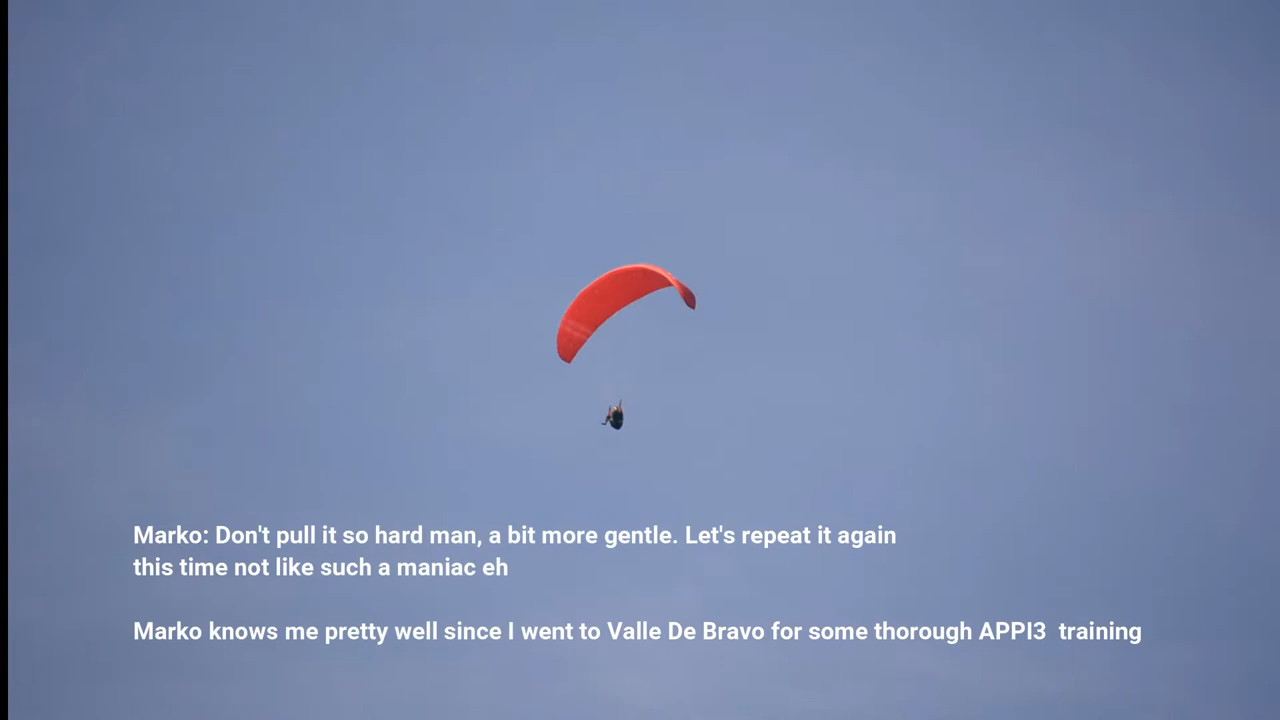 Marko: Don't pull it so hard man, a bit more gentle. Let's repeat it again
this time not like such a maniac eh
Marko knows me pretty well since I went to Valle De Bravo for some thorough APPI3  training